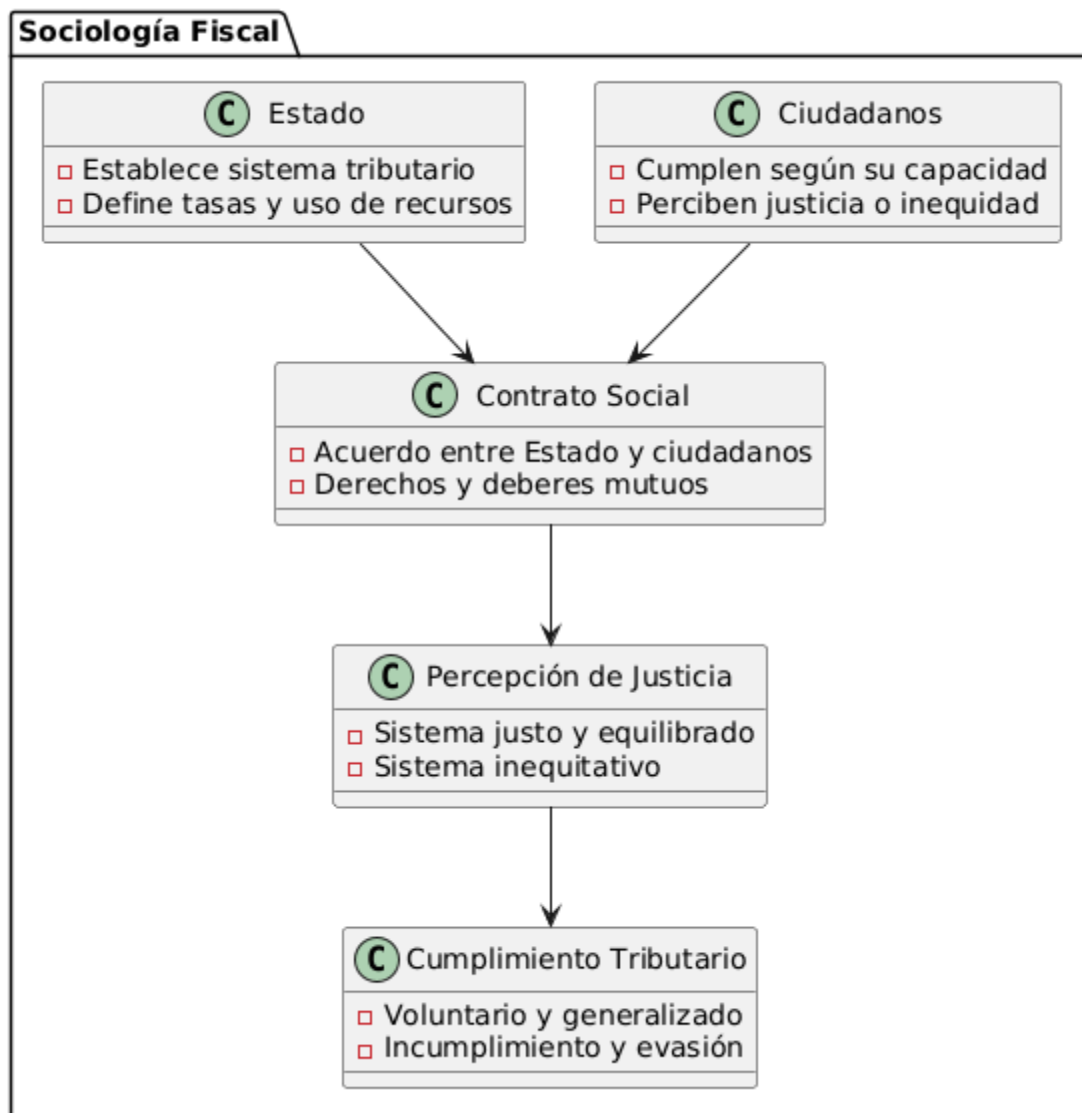 Sociología Fiscal
C Estado
Establece sistema tributario
Define tasas y uso de recursos
C Ciudadanos
Cumplen según su capacidad
Perciben justicia o inequidad
C Contrato Social
Acuerdo entre Estado y ciudadanos
Derechos y deberes mutuos
C Percepción de Justicia
Sistema justo y equilibrado
Sistema inequitativo
C Cumplimiento Tributario
Voluntario y generalizado
Incumplimiento y evasión